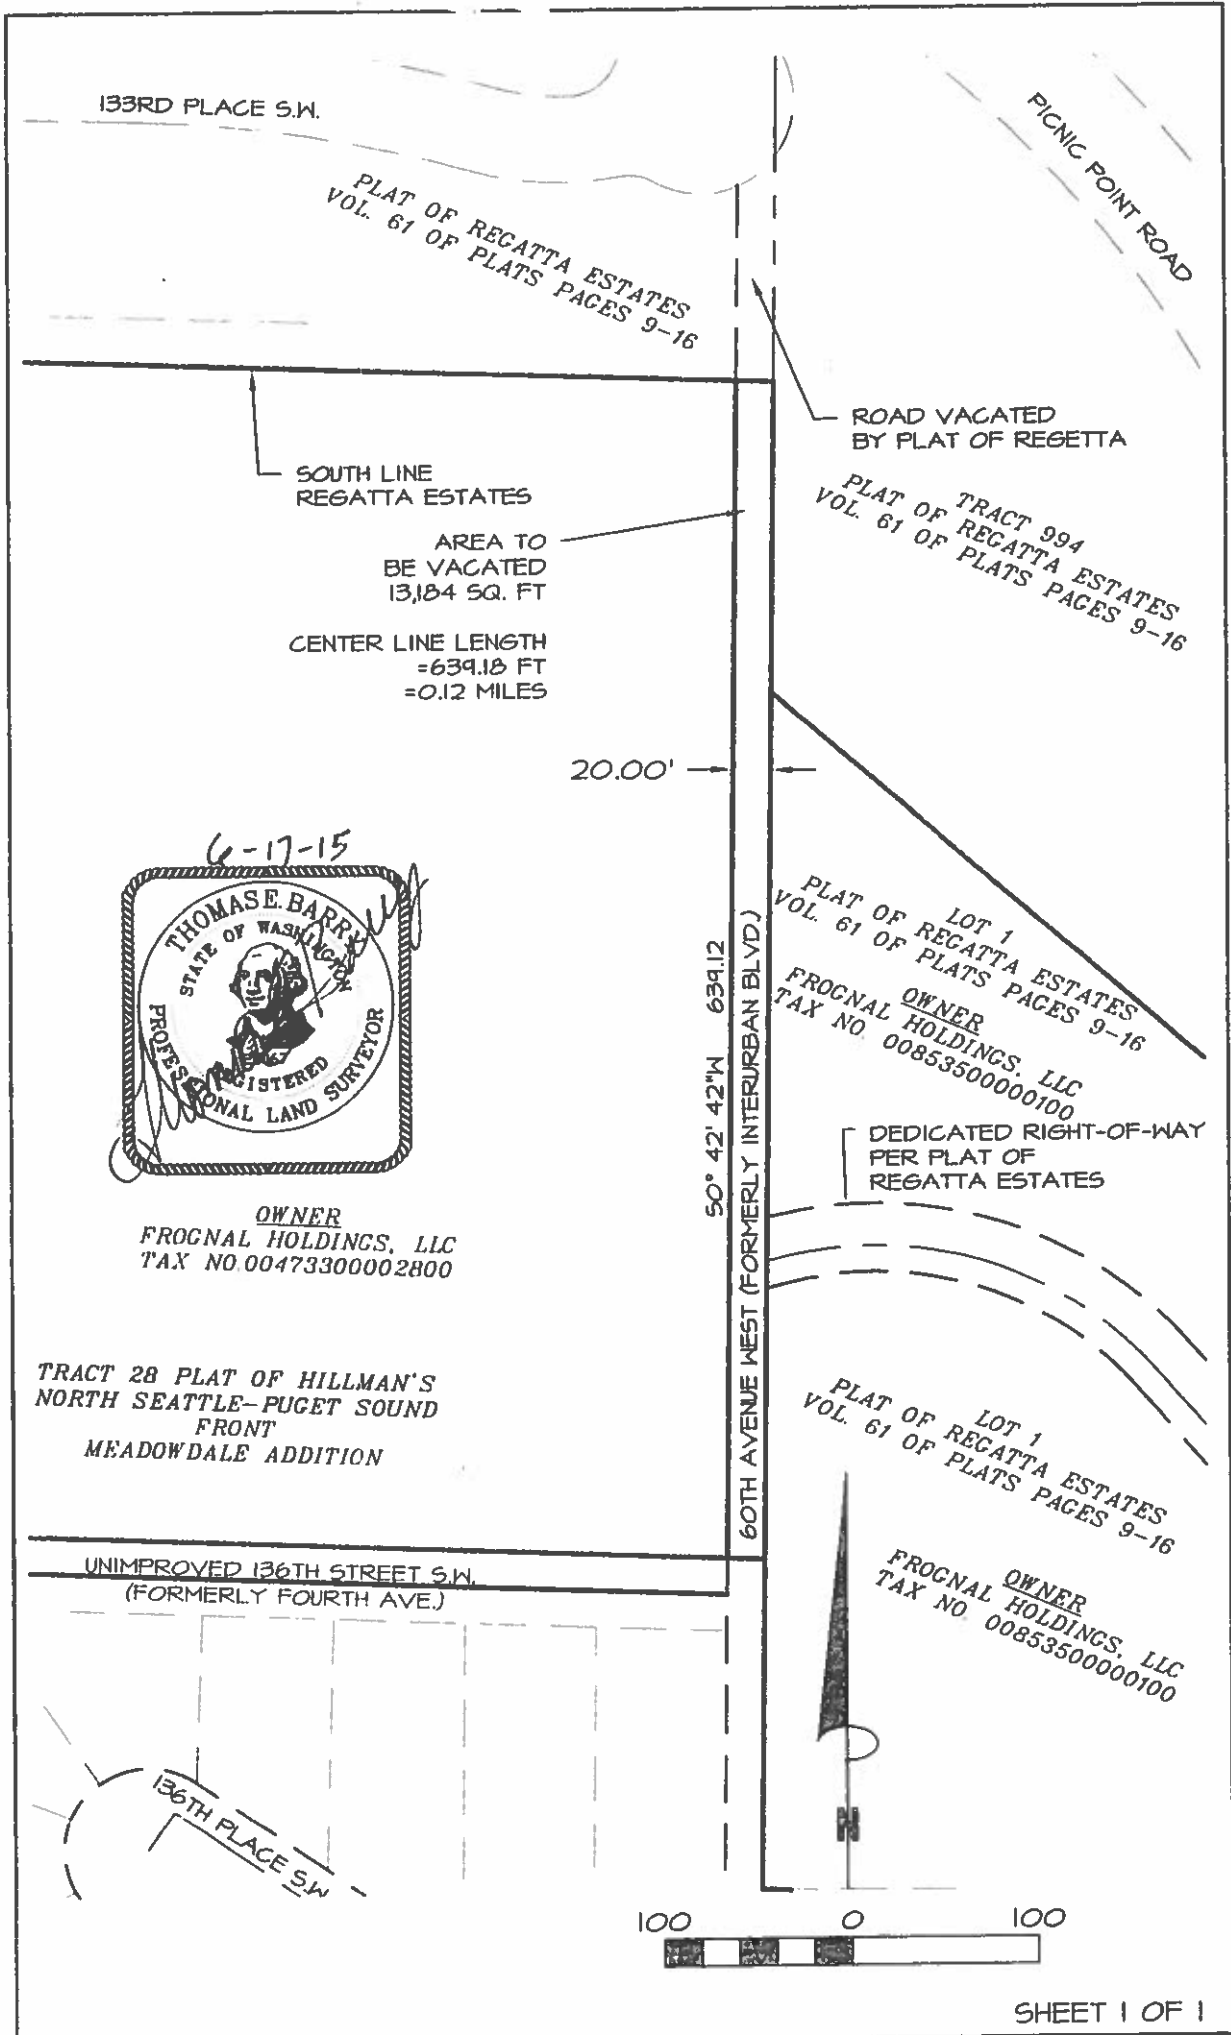 133RD PLACE S.W.
PICNIC POINT ROAD
PLAT OF REGATTA ESTATES
VOL. 61 OF PLATS PAGES 9-16
ROAD VACATED
BY PLAT OF REGETTA
SOUTH LINE
REGATTA ESTATES
TRACT 994
PLAT OF REGATTA ESTATES
VOL. 61 OF PLATS PAGES 9-16
AREA TO
BE VACATED
13,184 SQ. FT
CENTER LINE LENGTH
=639.18 FT
=0.12 MILES
20.00'
6-17-15
THOMAS E. BARRY
STATE OF WASHINGTON
REGISTERED
PROFESSIONAL LAND SURVEYOR
LOT 1
PLAT OF REGATTA ESTATES
VOL. 61 OF PLATS PAGES 9-16
OWNER
FROGNAL HOLDINGS, LLC
TAX NO. 00853500000100
S0° 42' 42"W 639.12
60TH AVENUE WEST (FORMERLY INTERURBAN BLVD.)
DEDICATED RIGHT-OF-WAY
PER PLAT OF
REGATTA ESTATES
OWNER
FROGNAL HOLDINGS, LLC
TAX NO.00473300002800
TRACT 28 PLAT OF HILLMAN'S
NORTH SEATTLE-PUGET SOUND
FRONT
MEADOWDALE ADDITION
LOT 1
PLAT OF REGATTA ESTATES
VOL. 61 OF PLATS PAGES 9-16
OWNER
FROGNAL HOLDINGS, LLC
TAX NO. 00853500000100
UNIMPROVED 136TH STREET S.W.
(FORMERLY FOURTH AVE.)
136TH PLACE S.W
N
100 0 100
SHEET 1 OF 1